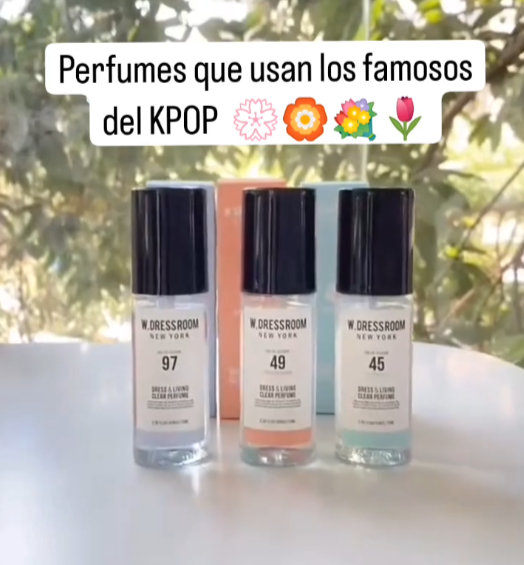 Perfumes que usan los famosos
del KPOP 💮🏵️💐🌷
W.DRESSROOM
NEW YORK
97
DRESS & LIVING
CLEAR PERFUME
W.DRESSROOM
NEW YORK
49
DRESS & LIVING
CLEAR PERFUME
W.DRESSROOM
NEW YORK
45
DRESS & LIVING
CLEAR PERFUME